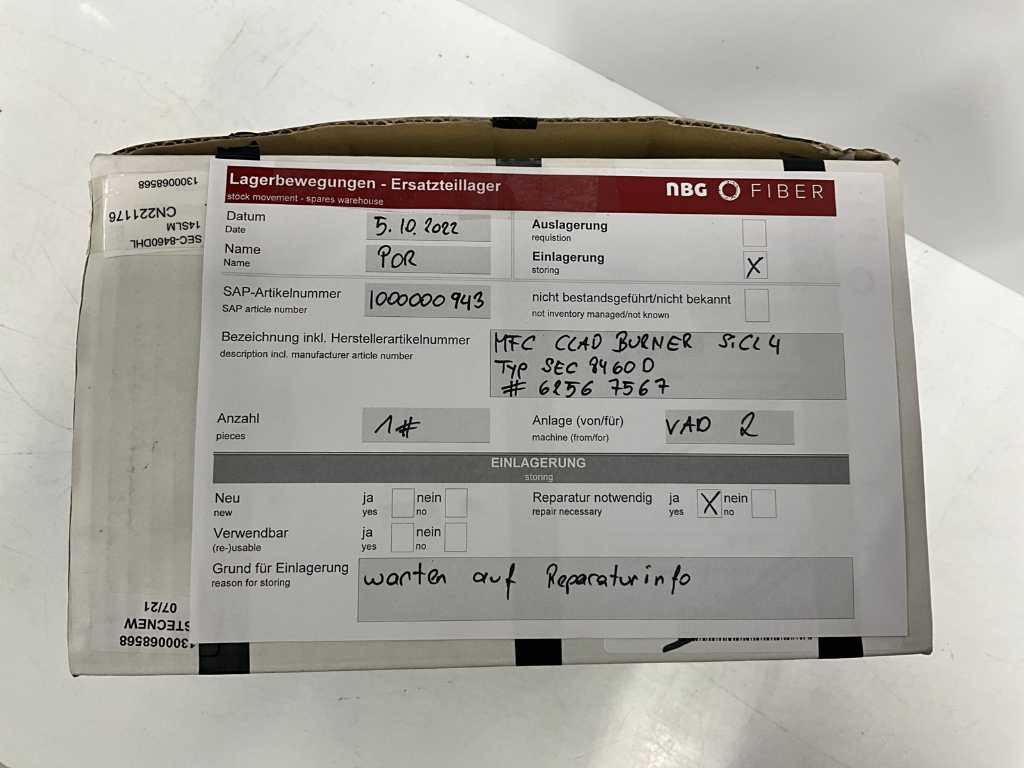 1300068568
CN221176
14SLM
SEC-8460DHL
Lagerbewegungen - Ersatzteillager
stock movement - spares warehouse
NBG FIBER
Datum
Date
5.10.2022
Name
Name
POR
Auslagerung
requistion
Einlagerung
storing
X
SAP-Artikelnummer
SAP article number
1000000943
nicht bestandsgeführt/nicht bekannt
not inventory managed/not known
Bezeichnung inkl. Herstellerartikelnummer
description incl. manufacturer article number
MFC CLAD BURNER SiCL4
Typ SEC 8460D
# 6256 7567
Anzahl
pieces
1#
Anlage (von/für)
machine (from/for)
VAD 2
EINLAGERUNG
storing
Neu
new
ja
yes
nein
no
Reparatur notwendig
repair necessary
ja
yes
X
nein
no
Verwendbar
(re-)usable
ja
yes
nein
no
Grund für Einlagerung
reason for storing
warten auf Reparaturinfo
07/21
STECNEW
1300068568